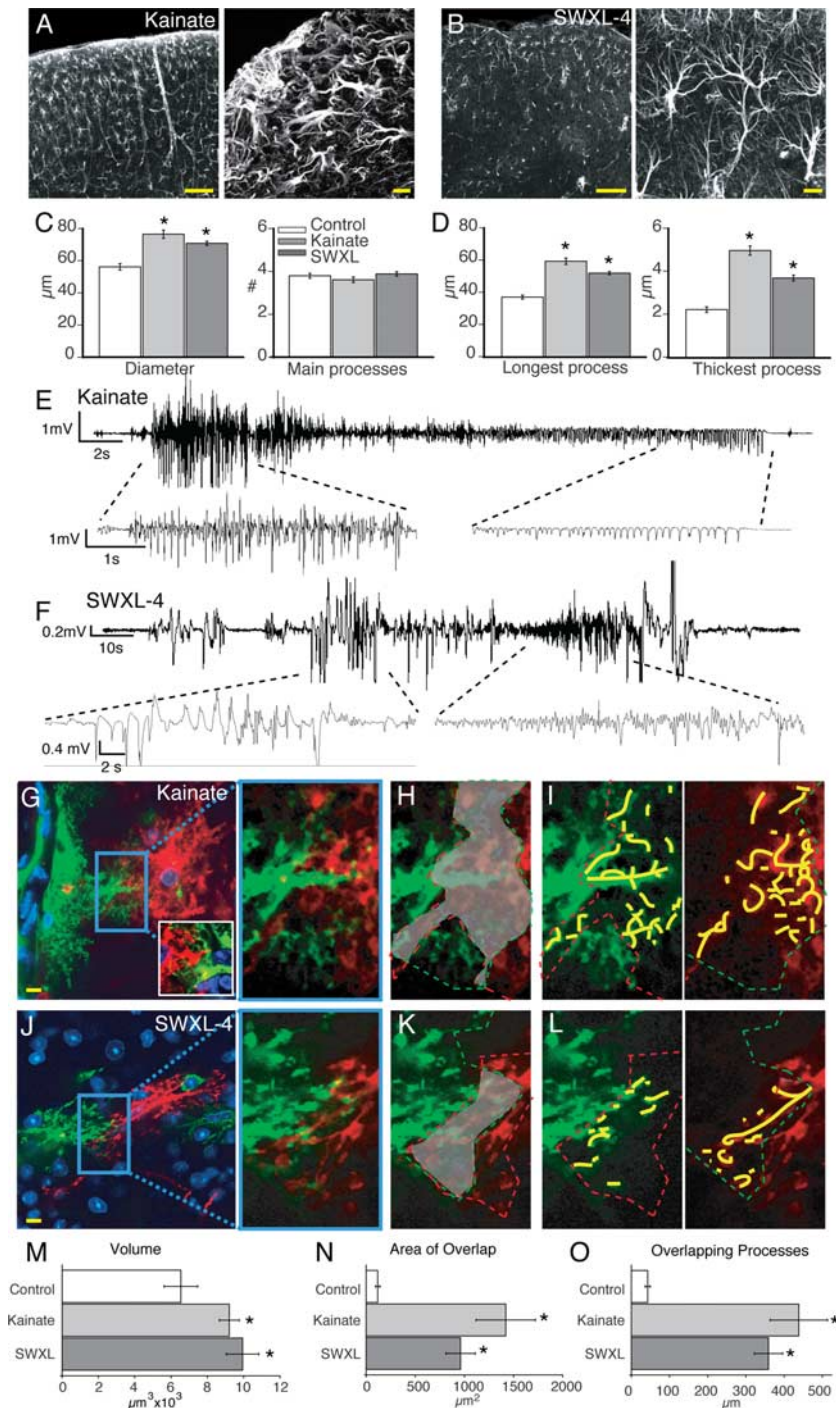 A Kainate
B SWXL-4
C
80
60
40
20
0
µm
Diameter
*
*
6
4
2
0
#
Control
Kainate
SWXL
Main processes
D
80
60
40
20
0
µm
*
*
Longest process
6
4
2
0
µm
*
*
Thickest process
E Kainate
1mV
2s
1mV
1s
F SWXL-4
0.2mV
10s
0.4 mV
2 s
G Kainate
H
I
J SWXL-4
K
L
M Volume
Control
Kainate *
SWXL *
0 2 4 6 8 10 12
µm³x10³
N Area of Overlap
Control
Kainate *
SWXL *
0 500 1000 1500 2000
µm²
O Overlapping Processes
Control
Kainate *
SWXL *
0 100 200 300 400 500
µm